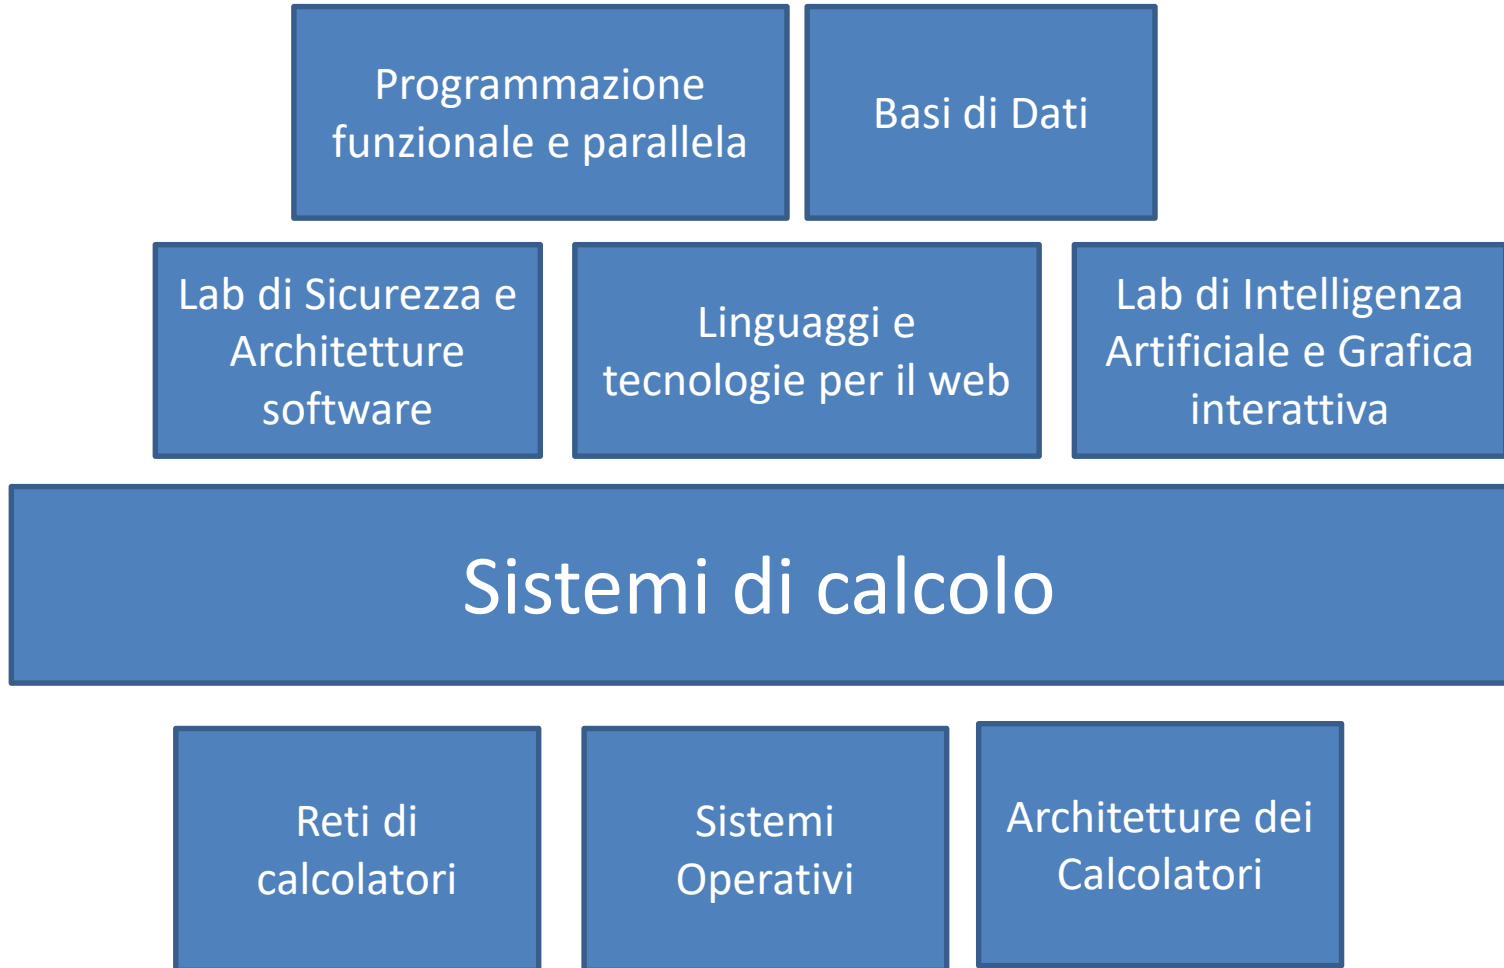 Programmazione
funzionale e parallela
Basi di Dati
Lab di Sicurezza e
Architetture
software
Linguaggi e
tecnologie per il web
Lab di Intelligenza
Artificiale e Grafica
interattiva
Sistemi di calcolo
Reti di
calcolatori
Sistemi
Operativi
Architetture dei
Calcolatori